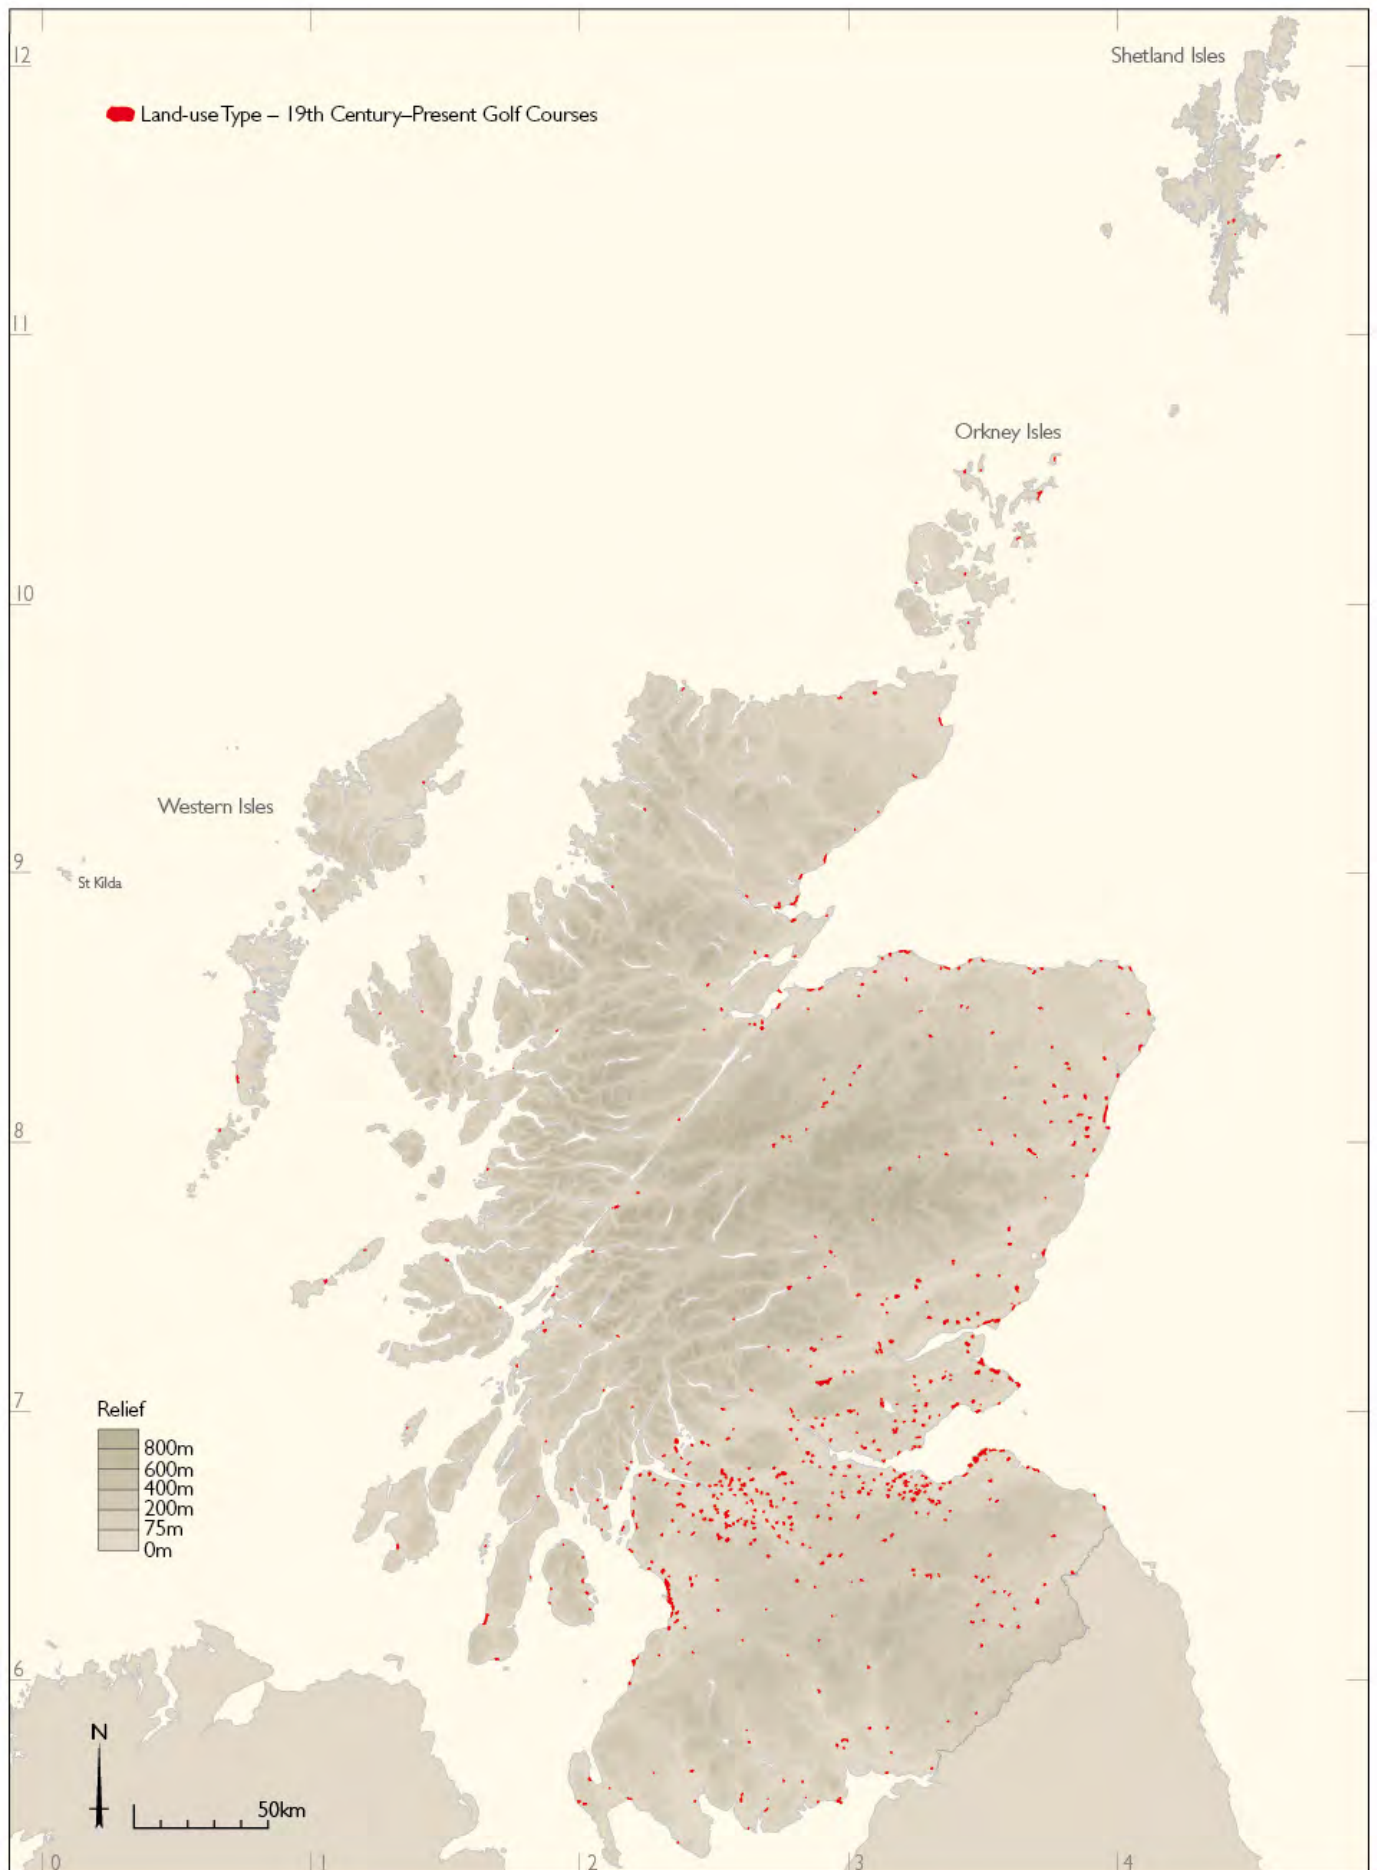 12
Shetland Isles
Land-use Type – 19th Century–Present Golf Courses
11
Orkney Isles
10
Western Isles
9
St Kilda
8
7
Relief
800m
600m
400m
200m
75m
0m
6
N
50km
0
1
2
3
4